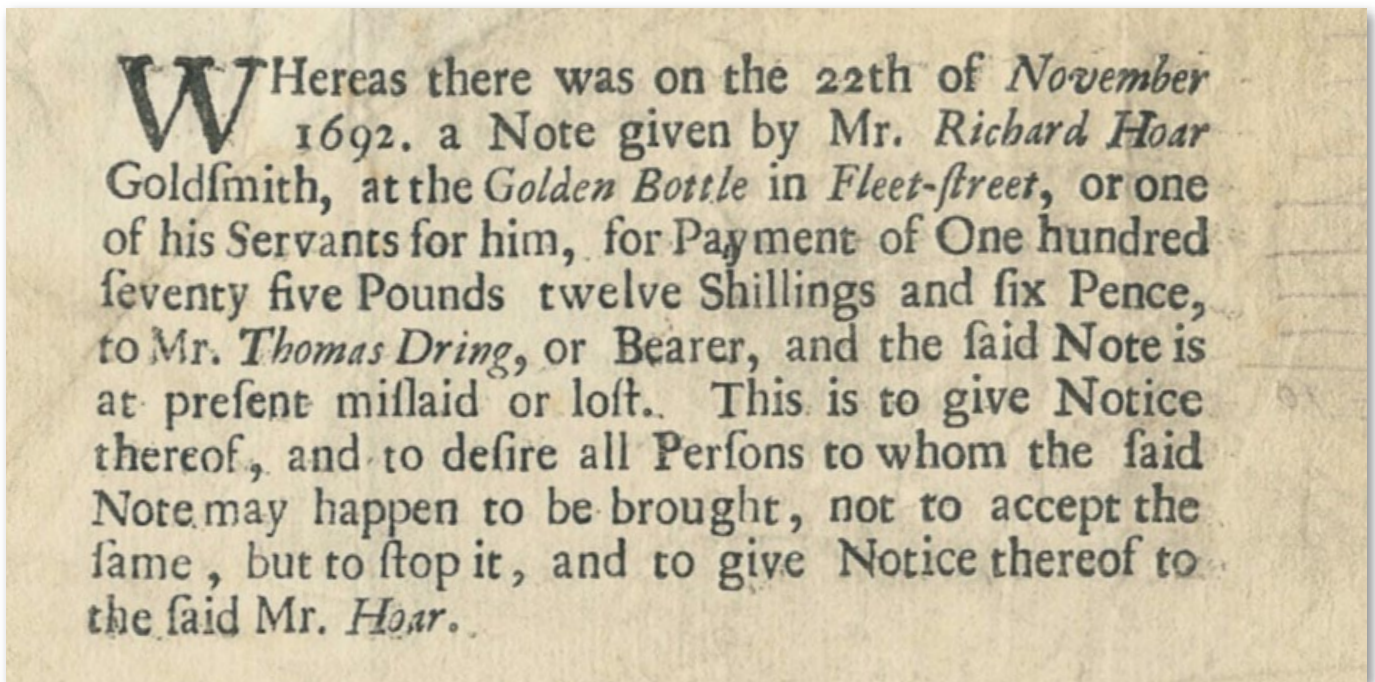 WHereas there was on the 22th of November
1692. a Note given by Mr. Richard Hoar
Goldſmith, at the Golden Bottle in Fleet-ſtreet, or one
of his Servants for him, for Payment of One hundred
ſeventy five Pounds twelve Shillings and ſix Pence,
to Mr. Thomas Dring, or Bearer, and the ſaid Note is
at preſent miſlaid or loſt. This is to give Notice
thereof, and to deſire all Perſons to whom the ſaid
Note may happen to be brought, not to accept the
ſame, but to ſtop it, and to give Notice thereof to
the ſaid Mr. Hoar.